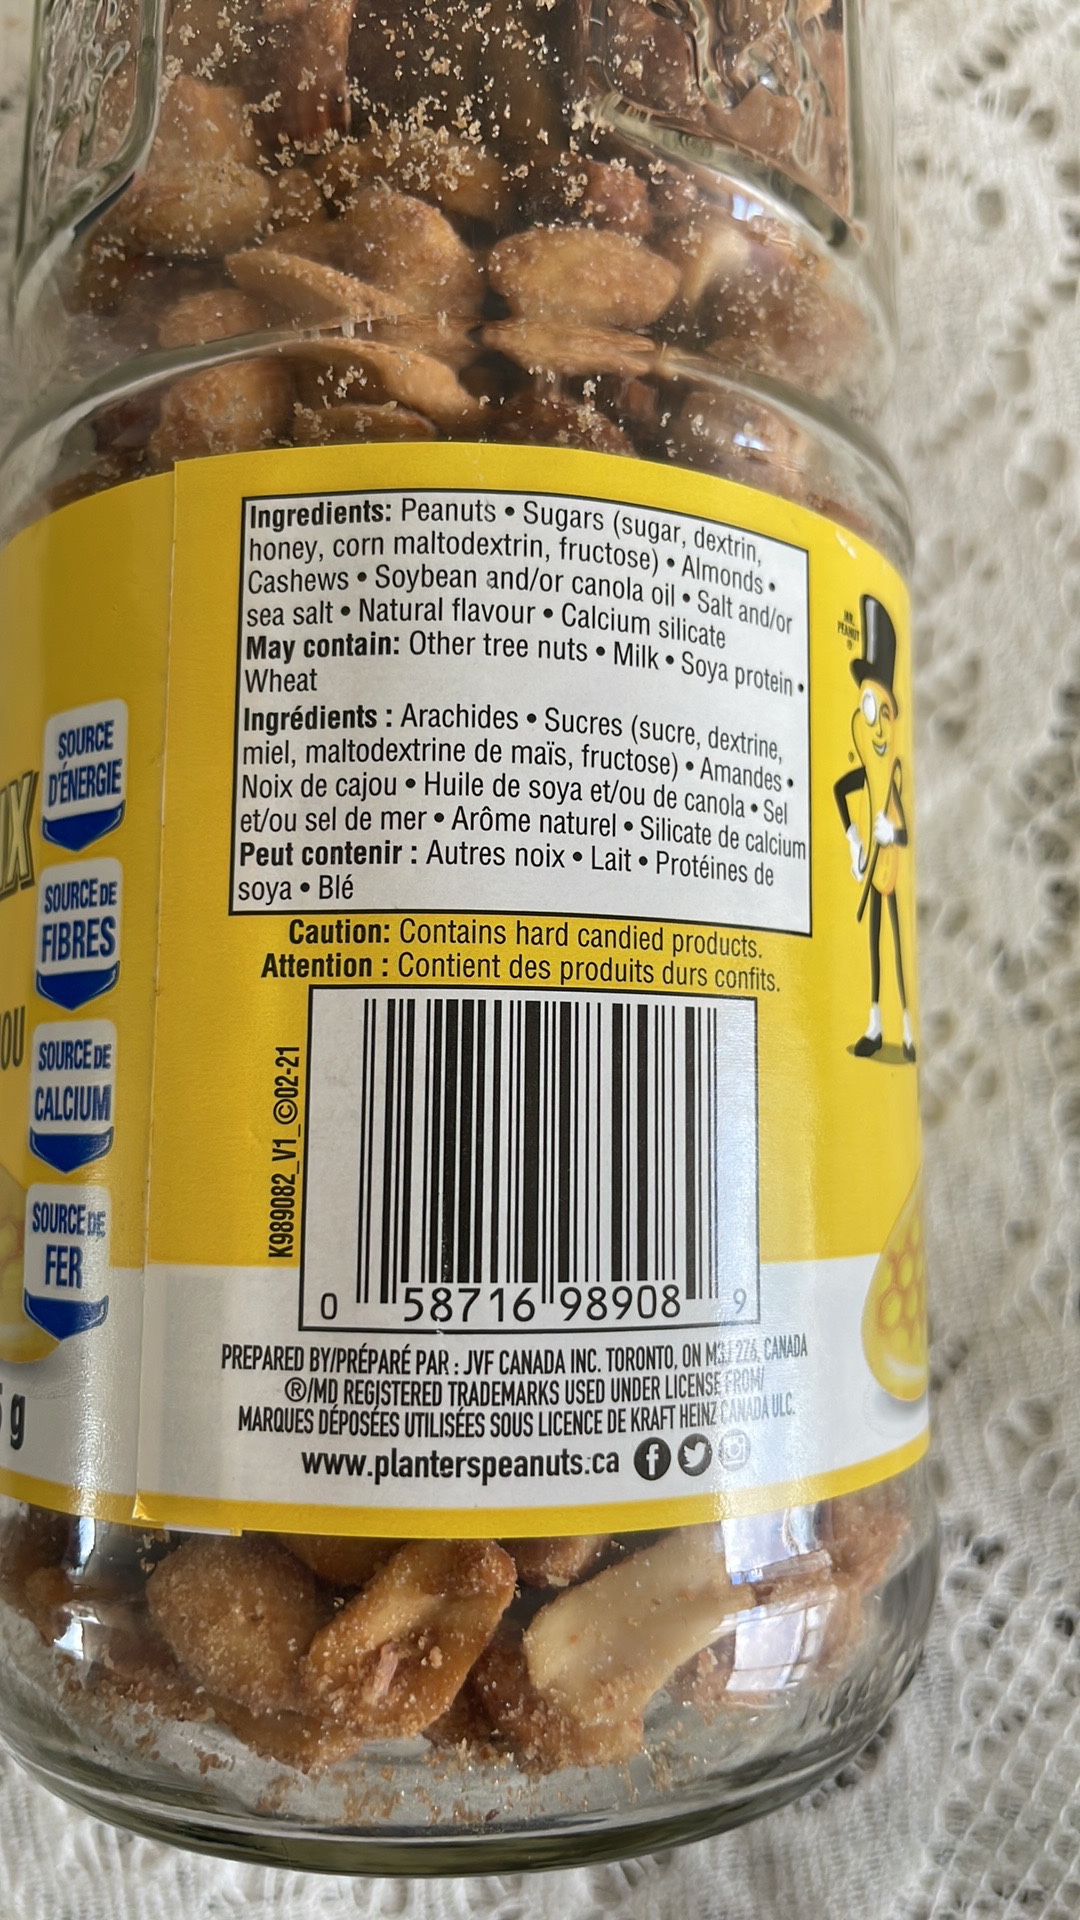 Ingredients: Peanuts • Sugars (sugar, dextrin,
honey, corn maltodextrin, fructose) • Almonds •
Cashews • Soybean and/or canola oil • Salt and/or
sea salt • Natural flavour • Calcium silicate
May contain: Other tree nuts • Milk • Soya protein •
Wheat
Ingrédients : Arachides • Sucres (sucre, dextrine,
miel, maltodextrine de maïs, fructose) • Amandes •
Noix de cajou • Huile de soya et/ou de canola • Sel
et/ou sel de mer • Arôme naturel • Silicate de calcium
Peut contenir : Autres noix • Lait • Protéines de
soya • Blé
Caution: Contains hard candied products.
Attention : Contient des produits durs confits.
K989082_V1_©02-21
0 58716 98908 9
PREPARED BY/PRÉPARÉ PAR : JVF CANADA INC. TORONTO, ON M3J 2Z6, CANADA
®/MD REGISTERED TRADEMARKS USED UNDER LICENSE FROM/
MARQUES DÉPOSÉES UTILISÉES SOUS LICENCE DE KRAFT HEINZ CANADA ULC.
www.planterspeanuts.ca
MR.
PEANUT
®
SOURCE
D'ÉNERGIE
SOURCE DE
FIBRES
SOURCE DE
CALCIUM
SOURCE DE
FER
IX
OU
g